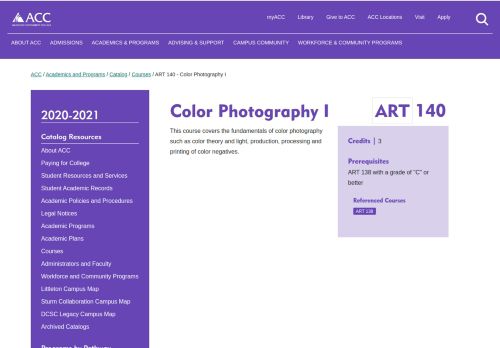 ACC
myACC Library Give to ACC ACC Locations Visit Apply
ABOUT ACC ADMISSIONS ACADEMICS & PROGRAMS ADVISING & SUPPORT CAMPUS COMMUNITY WORKFORCE & COMMUNITY PROGRAMS
ACC / Academics and Programs / Catalog / Courses / ART 140 - Color Photography I
2020-2021
Catalog Resources
About ACC
Paying for College
Student Resources and Services
Student Academic Records
Academic Policies and Procedures
Legal Notices
Academic Programs
Academic Plans
Courses
Administrators and Faculty
Workforce and Community Programs
Littleton Campus Map
Sturm Collaboration Campus Map
DCSC Legacy Campus Map
Archived Catalogs
Programs by Pathway
Color Photography I
This course covers the fundamentals of color photography
such as color theory and light, production, processing and
printing of color negatives.
ART 140
Credits | 3
Prerequisites
ART 138 with a grade of "C" or
better
Referenced Courses
ART 138